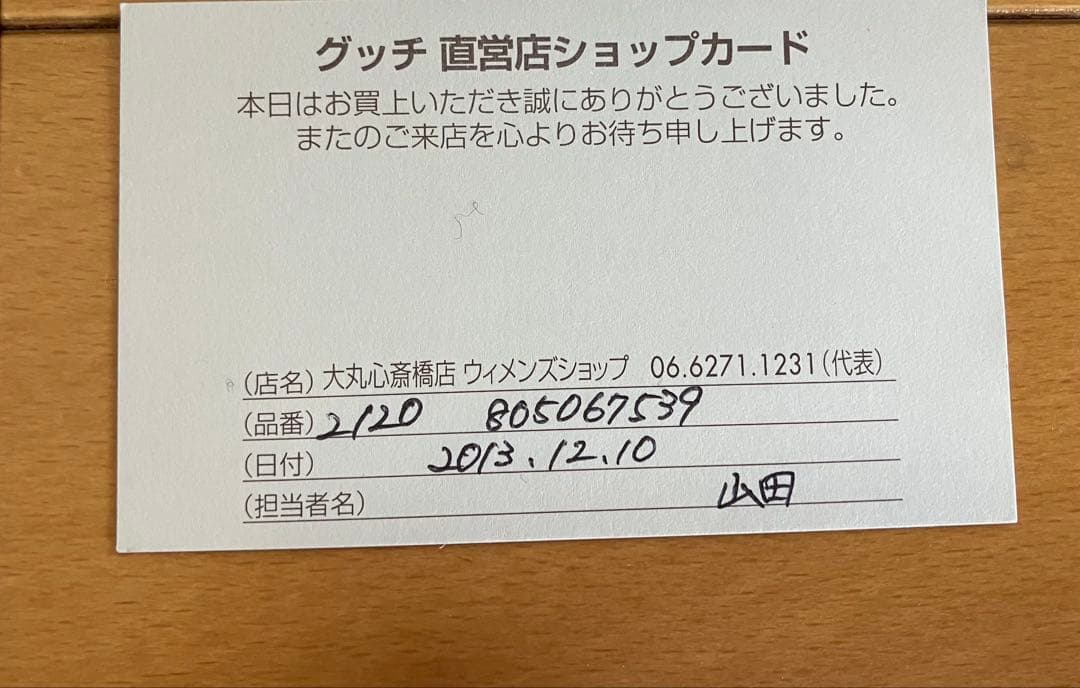 グッチ 直営店ショップカード
本日はお買上いただき誠にありがとうございました。
またのご来店を心よりお待ち申し上げます。
(店名) 大丸心斎橋店 ウィメンズショップ 06.6271.1231(代表)
(品番) 2120 805067539
(日付) 2013.12.10
(担当者名) 山田